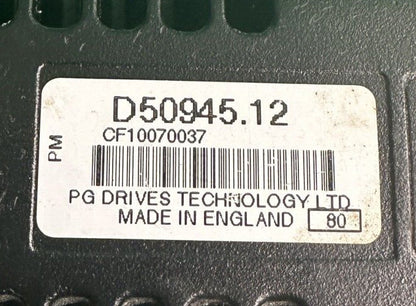 D50945.12
CF10070037
PM
PG DRIVES TECHNOLOGY LTD
MADE IN ENGLAND 80